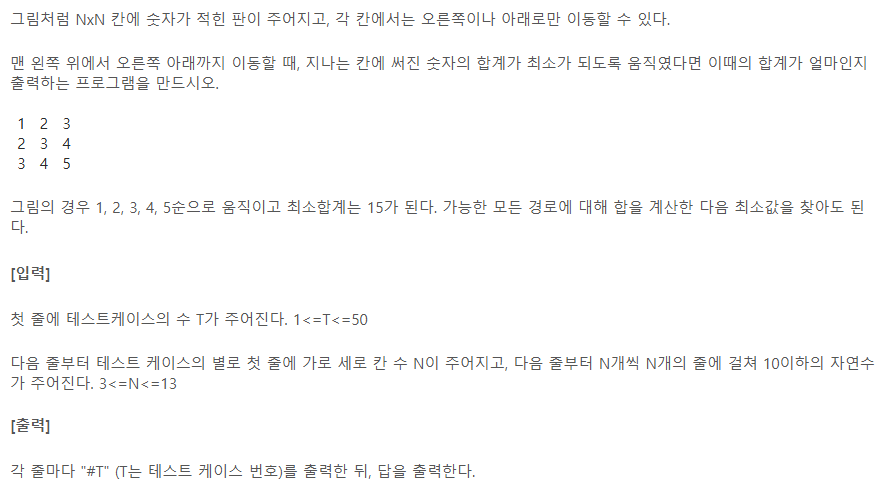 그림처럼 NxN 칸에 숫자가 적힌 판이 주어지고, 각 칸에서는 오른쪽이나 아래로만 이동할 수 있다.
맨 왼쪽 위에서 오른쪽 아래까지 이동할 때, 지나는 칸에 써진 숫자의 합계가 최소가 되도록 움직였다면 이때의 합계가 얼마인지
출력하는 프로그램을 만드시오.
1 2 3
2 3 4
3 4 5
그림의 경우 1, 2, 3, 4, 5순으로 움직이고 최소합계는 15가 된다. 가능한 모든 경로에 대해 합을 계산한 다음 최소값을 찾아도 된
다.
[입력]
첫 줄에 테스트케이스의 수 T가 주어진다. 1<=T<=50
다음 줄부터 테스트 케이스의 별로 첫 줄에 가로 세로 칸 수 N이 주어지고, 다음 줄부터 N개씩 N개의 줄에 걸쳐 10이하의 자연수
가 주어진다. 3<=N<=13
[출력]
각 줄마다 "#T" (T는 테스트 케이스 번호)를 출력한 뒤, 답을 출력한다.